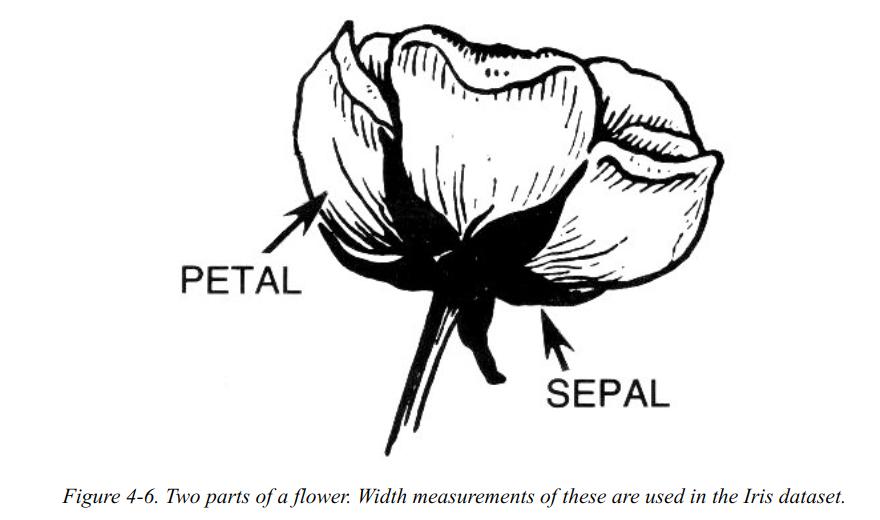 PETAL
SEPAL
Figure 4-6. Two parts of a flower. Width measurements of these are used in the Iris dataset.